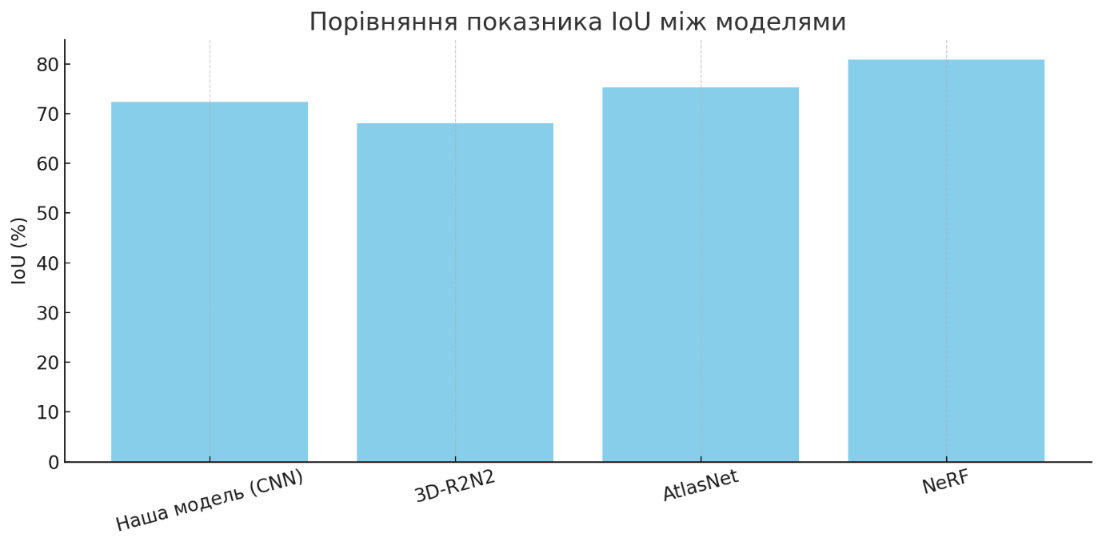 Порівняння показника IoU між моделями
IoU (%)
80
70
60
50
40
30
20
10
0
Наша модель (CNN)
3D-R2N2
AtlasNet
NeRF